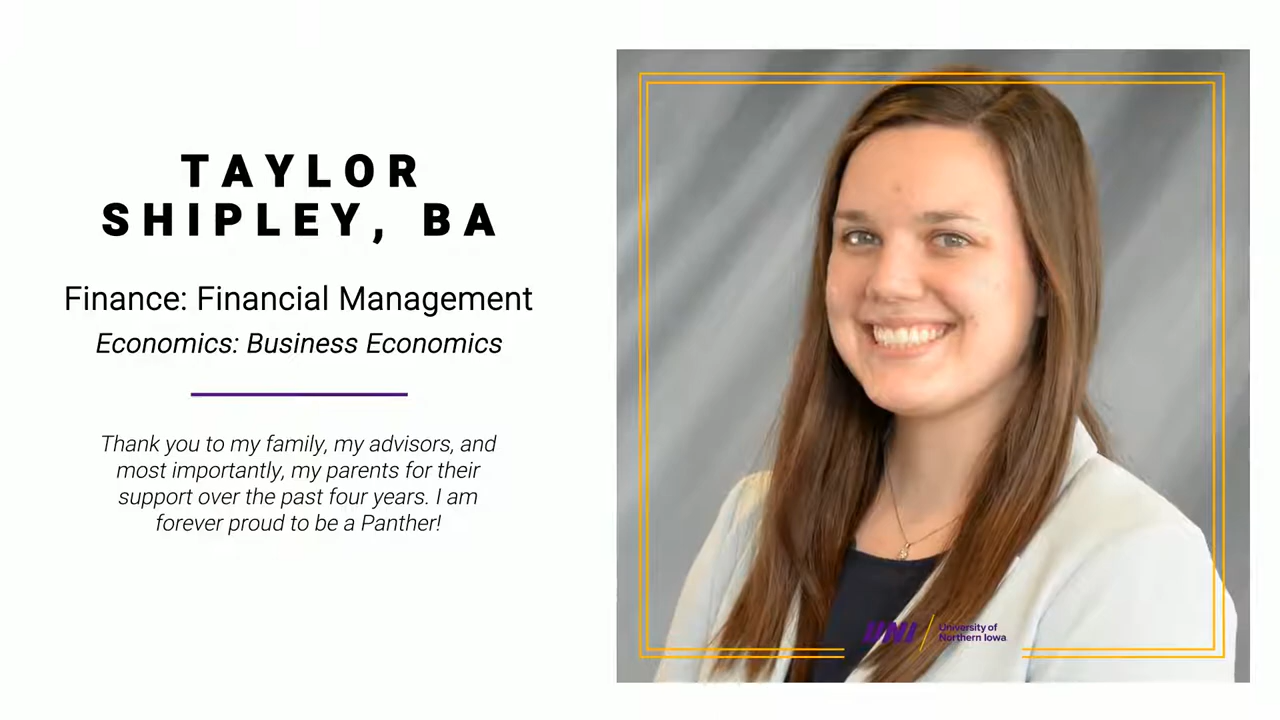 TAYLOR
SHIPLEY, BA
Finance: Financial Management
Economics: Business Economics
Thank you to my family, my advisors, and
most importantly, my parents for their
support over the past four years. I am
forever proud to be a Panther!
UNI
University of
Northern Iowa